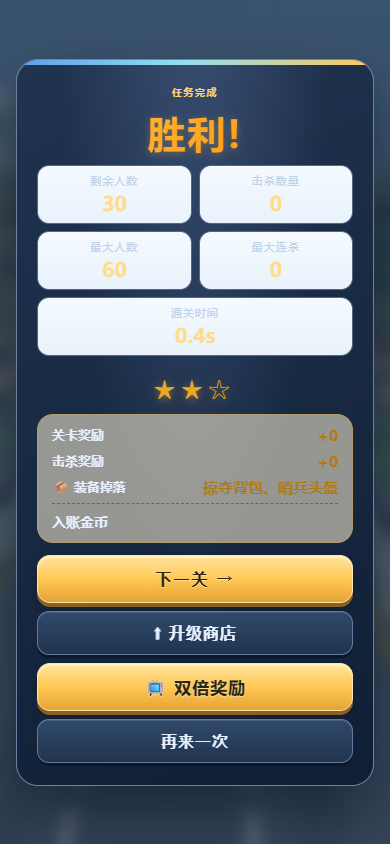 任务完成
胜利!
剩余人数
30
击杀数量
0
最大人数
60
最大连杀
0
通关时间
0.4s
★★☆
关卡奖励 +0
击杀奖励 +0
📦 装备掉落 掠夺背包、哨兵头盔
入账金币
下一关 →
⬆ 升级商店
📺 双倍奖励
再来一次